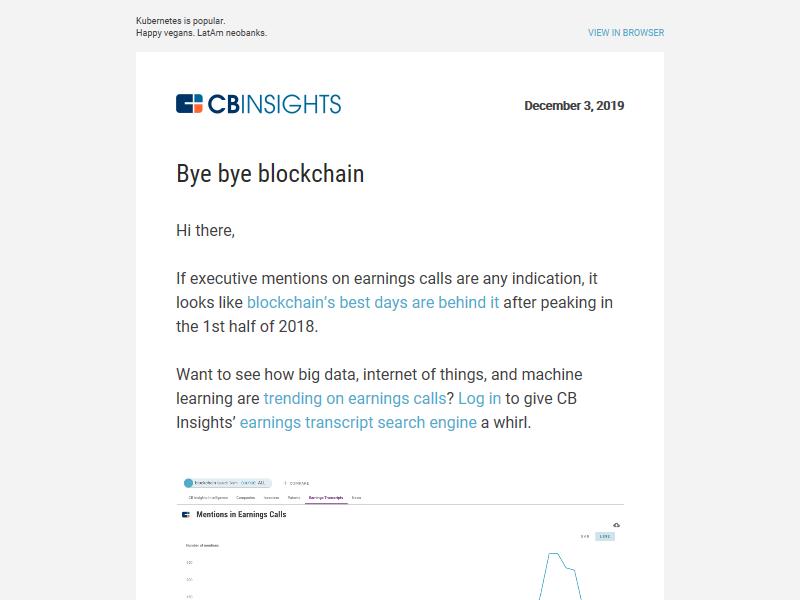 Kubernetes is popular.
Happy vegans. LatAm neobanks.
VIEW IN BROWSER
CBINSIGHTS
December 3, 2019
Bye bye blockchain
Hi there,
If executive mentions on earnings calls are any indication, it
looks like blockchain's best days are behind it after peaking in
the 1st half of 2018.
Want to see how big data, internet of things, and machine
learning are trending on earnings calls? Log in to give CB
Insights' earnings transcript search engine a whirl.
blockchain
COMPARE
CB Insights Intelligence Companies Investors Patents Earnings Transcripts News
Mentions in Earnings Calls
BAR LINE
Number of mentions